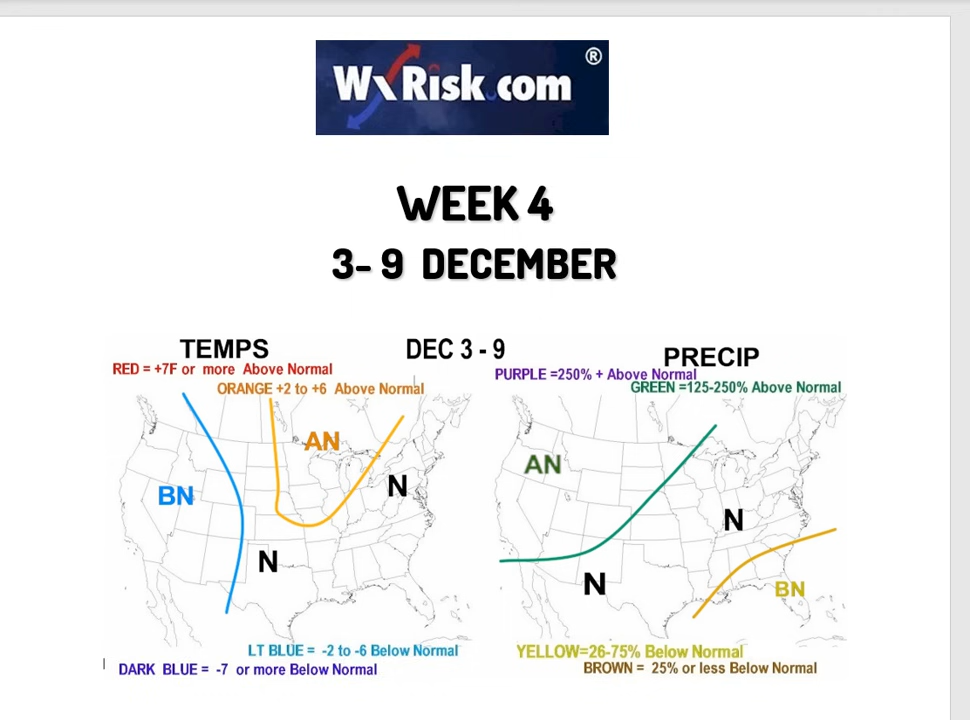 WxRisk.com ®
WEEK 4
3- 9 DECEMBER
TEMPS
DEC 3 - 9
PRECIP
RED = +7F or more Above Normal
PURPLE =250% + Above Normal
ORANGE +2 to +6 Above Normal
GREEN =125-250% Above Normal
AN
BN
N
N
AN
N
N
BN
LT BLUE = -2 to -6 Below Normal
YELLOW=26-75% Below Normal
DARK BLUE = -7 or more Below Normal
BROWN = 25% or less Below Normal